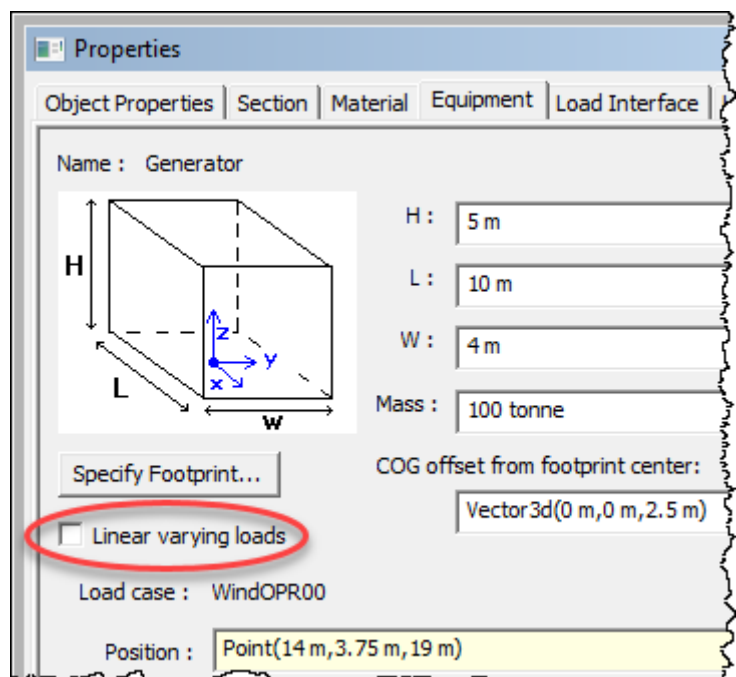 Properties
Object Properties Section Material Equipment Load Interface
Name : Generator
H : 5 m
H
L : 10 m
W : 4 m
z
y
x
L
W
Mass : 100 tonne
Specify Footprint... COG offset from footprint center:
Vector3d(0 m,0 m,2.5 m)
Linear varying loads
Load case : WindOPR00
Position : Point(14 m,3.75 m,19 m)